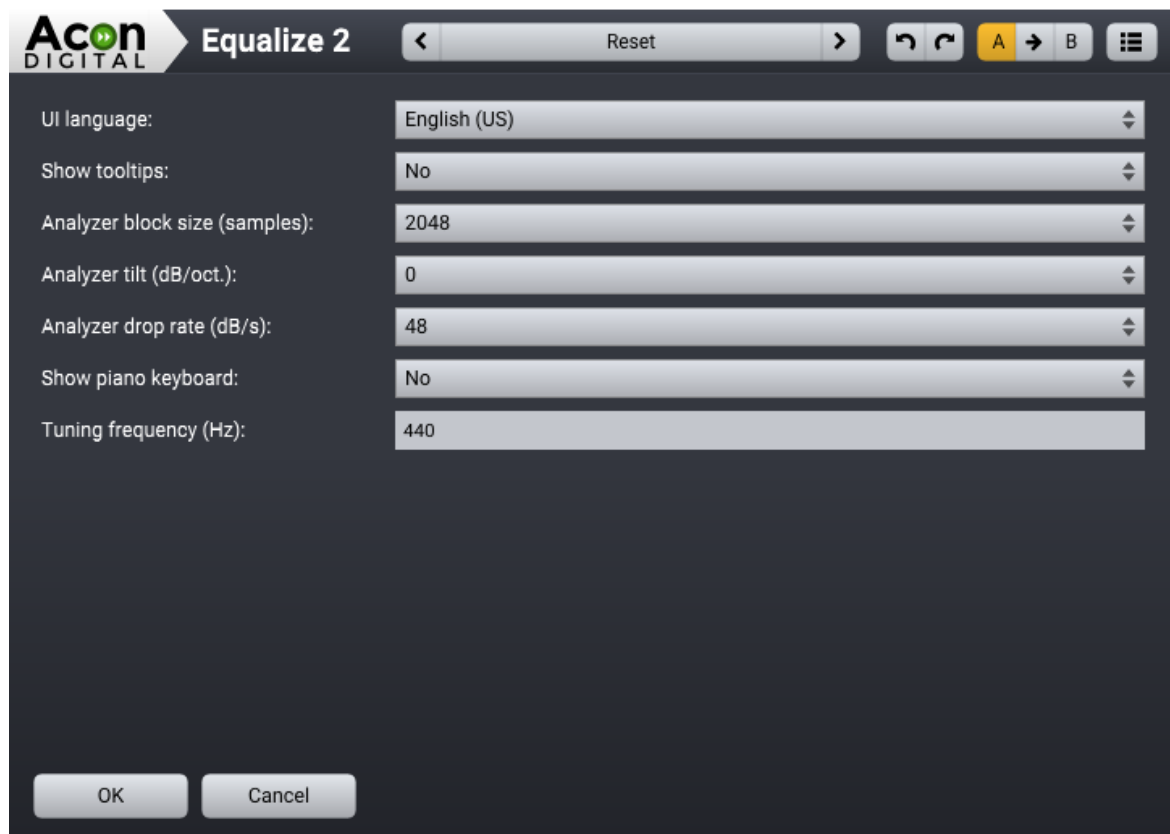 Acon
DIGITAL
Equalize 2
Reset
A
B
UI language:
English (US)
Show tooltips:
No
Analyzer block size (samples):
2048
Analyzer tilt (dB/oct.):
0
Analyzer drop rate (dB/s):
48
Show piano keyboard:
No
Tuning frequency (Hz):
440
OK
Cancel